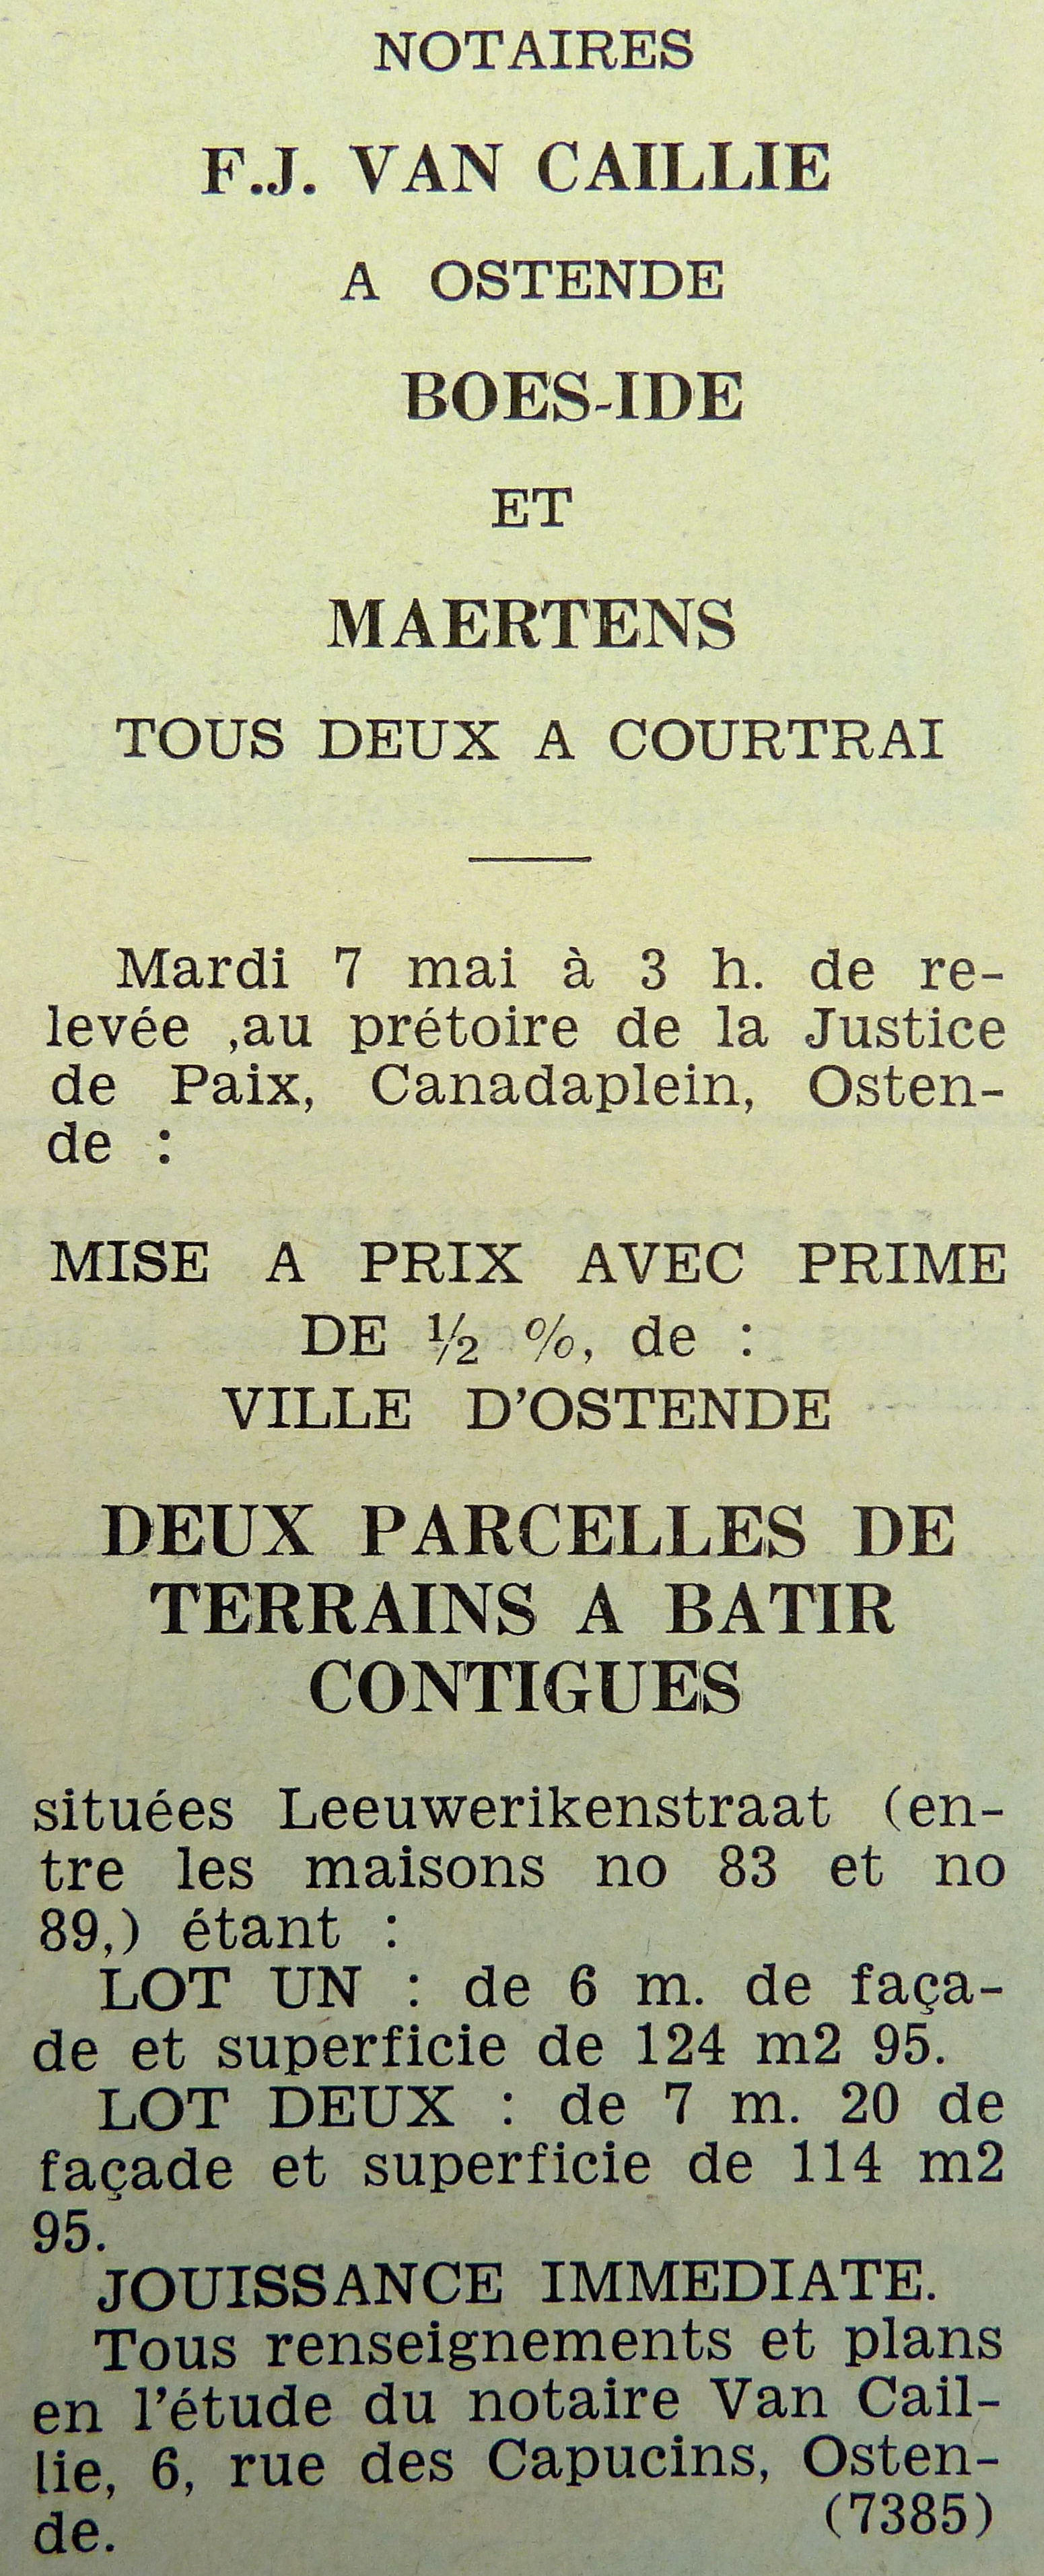 NOTAIRES
F.J. VAN CAILLIE
A OSTENDE
BOES-IDE
ET
MAERTENS
TOUS DEUX A COURTRAI
Mardi 7 mai à 3 h. de re-
levée ,au prétoire de la Justice
de Paix, Canadaplein, Osten-
de :
MISE A PRIX AVEC PRIME
DE ½ %, de :
VILLE D'OSTENDE
DEUX PARCELLES DE
TERRAINS A BATIR
CONTIGUES
situées Leeuwerikenstraat (en-
tre les maisons no 83 et no
89,) étant :
LOT UN : de 6 m. de faça-
de et superficie de 124 m2 95.
LOT DEUX : de 7 m. 20 de
façade et superficie de 114 m2
95.
JOUISSANCE IMMEDIATE.
Tous renseignements et plans
en l'étude du notaire Van Cail-
lie, 6, rue des Capucins, Osten-
de. (7385)